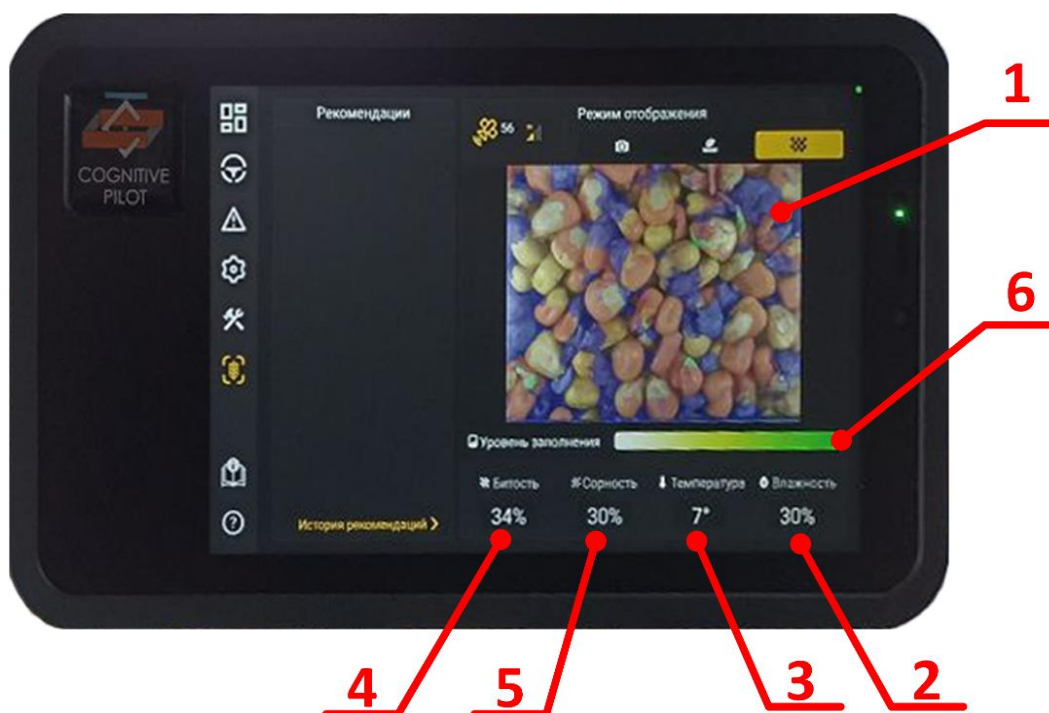 COGNITIVE
PILOT
Рекомендации
История рекомендаций >
56
Режим отображения
Уровень заполнения
Битость
Сорность
Температура
Влажность
34%
30%
7°
30%
1
6
4
5
3
2